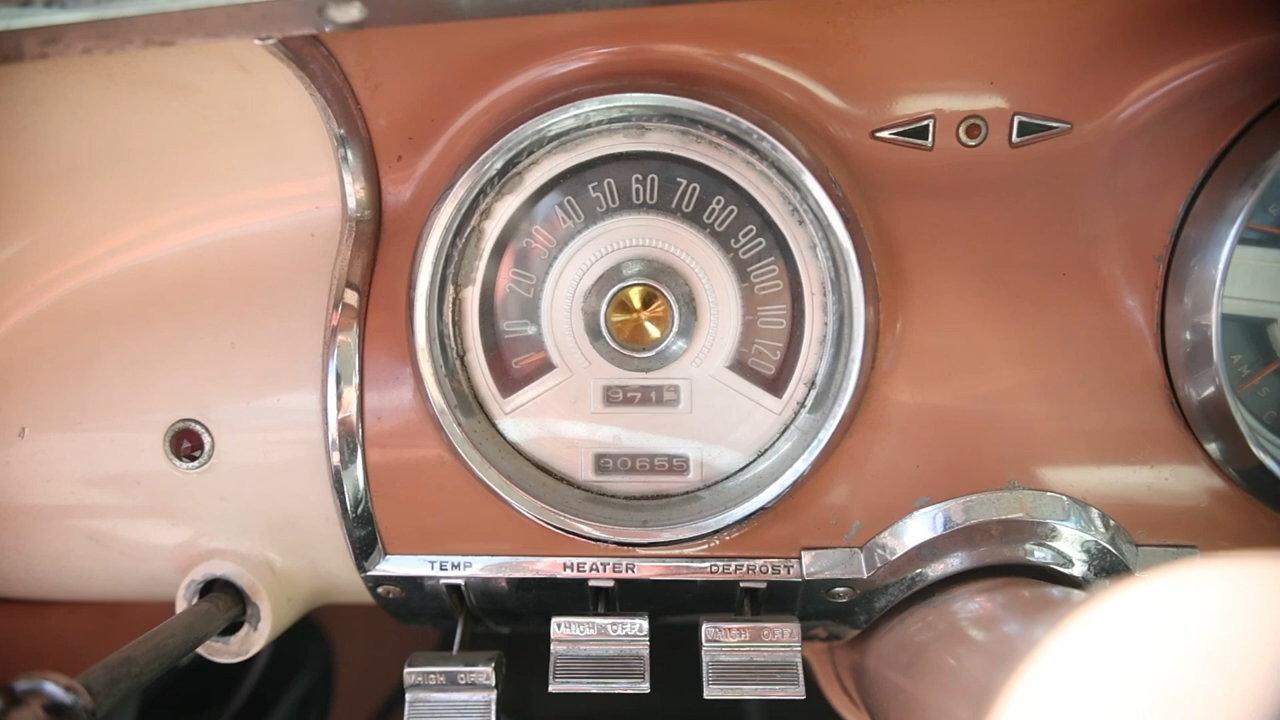 0 10 20 30 40 50 60 70 80 90 100 110 120
971
90655
TEMP HEATER DEFROST
HIGH OFF HIGH OFF
HIGH OFF
A M
S